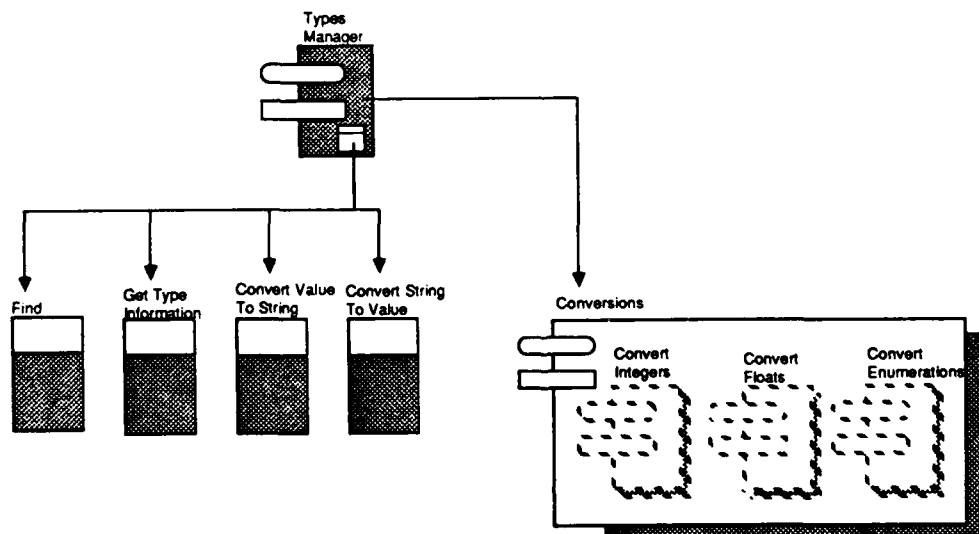 Types
Manager
Find
Get Type
Information
Convert Value
To String
Convert String
To Value
Conversions
Convert
Integers
Convert
Floats
Convert
Enumerations